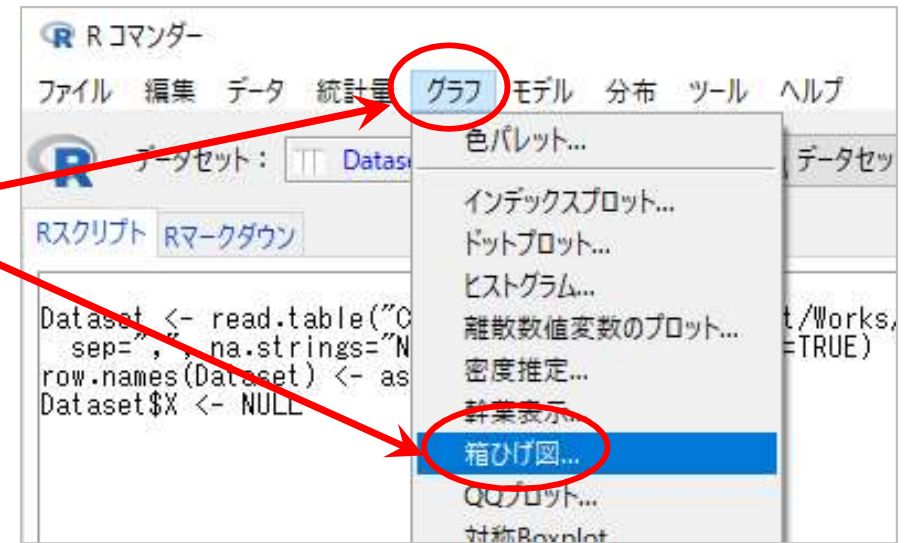 R コマンダー
ファイル 編集 データ 統計量 グラフ モデル 分布 ツール ヘルプ
データセット： Datase データセッ
色パレット...
インデックスプロット...
ドットプロット...
ヒストグラム...
離散数値変数のプロット...
密度推定...
幹葉表示...
箱ひげ図...
QQプロット...
対称Boxplot
Rスクリプト Rマークダウン
Dataset <- read.table("C t/Works/
sep=",", na.strings="N =TRUE)
row.names(Dataset) <- as
Dataset$X <- NULL